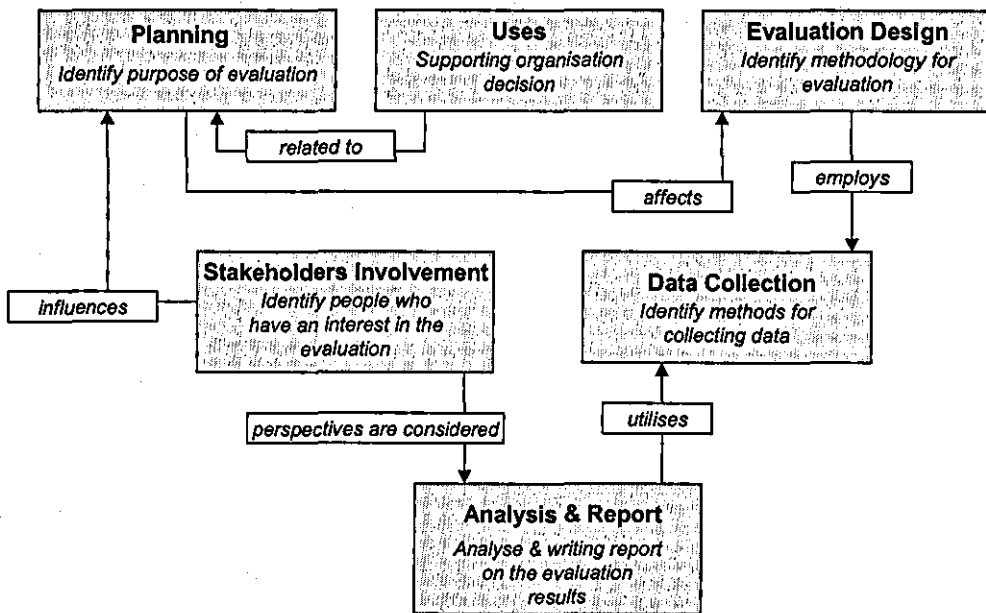 Planning
Identify purpose of evaluation
Uses
Supporting organisation
decision
Evaluation Design
Identify methodology for
evaluation
related to
affects
employs
influences
Stakeholders Involvement
Identify people who
have an interest in the
evaluation
Data Collection
Identify methods for
collecting data
perspectives are considered
utilises
Analysis & Report
Analyse & writing report
on the evaluation
results